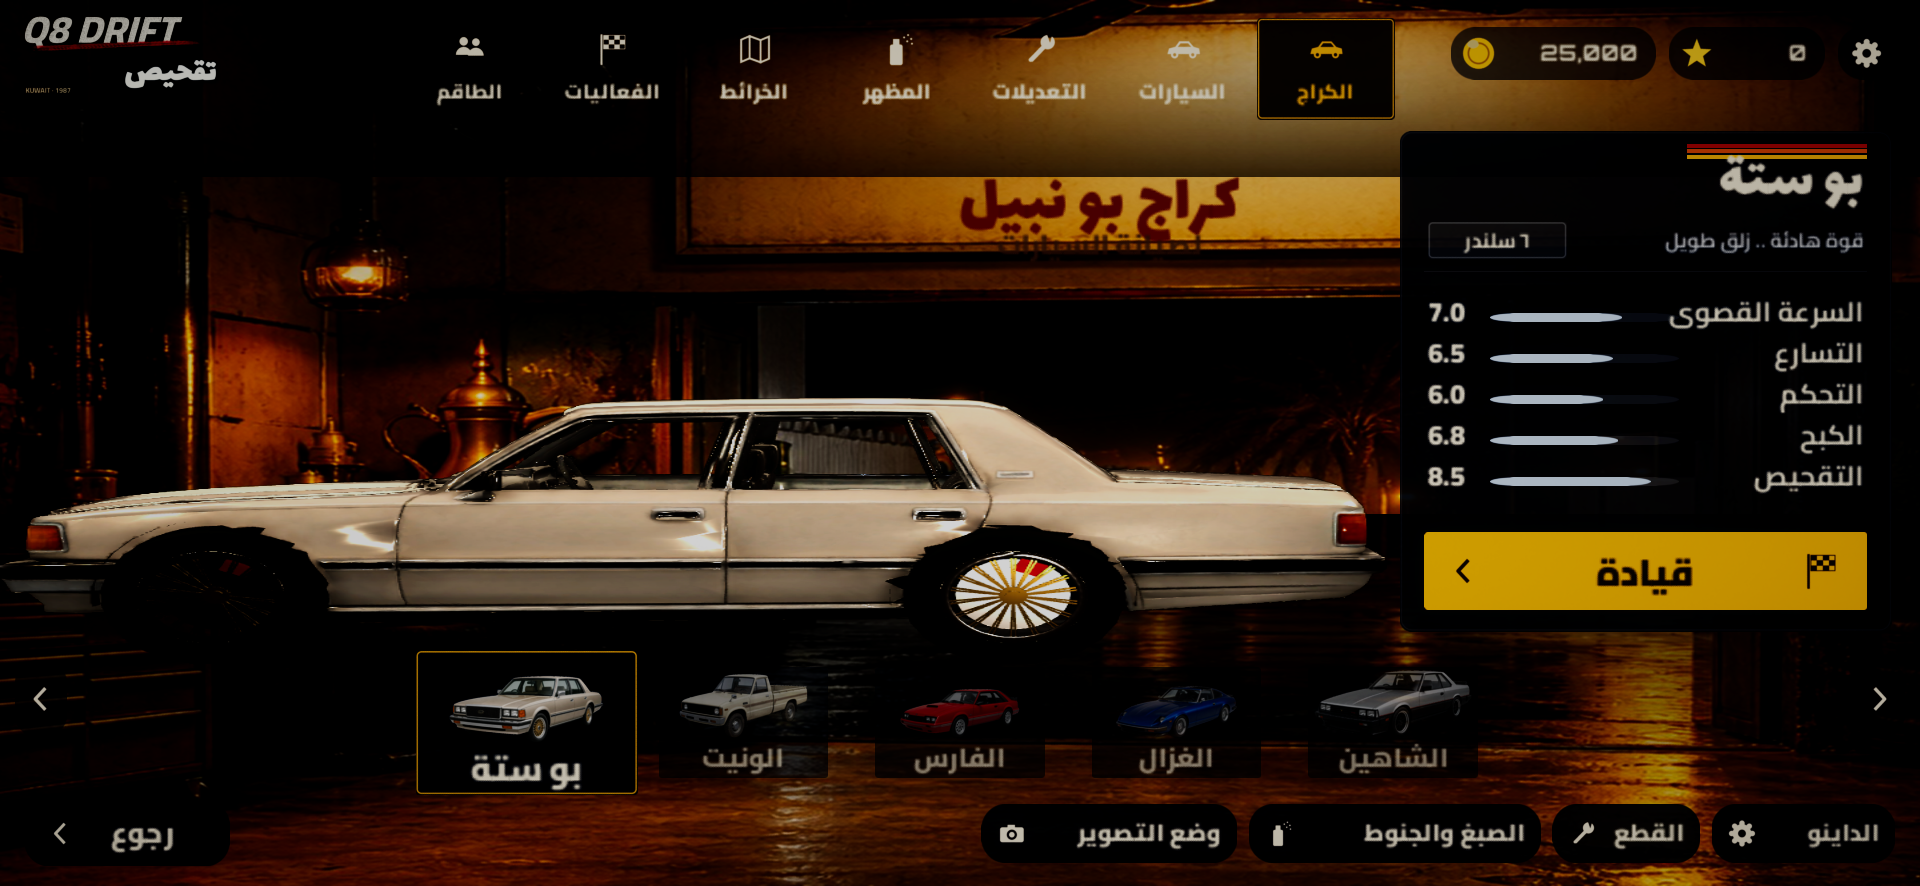 Q8 DRIFT
تقحيص
KUWAIT · 1987
الكراج
السيارات
التعديلات
المظهر
الخرائط
الفعاليات
الطاقم
25,000
0
كراج بو نبيل
بو ستة
قوة هادئة .. زلق طويل
٦ سلندر
السرعة القصوى 7.0
التسارع 6.5
التحكم 6.0
الكبح 6.8
التقحيص 8.5
قيادة
بو ستة
الونيت
الفارس
الغزال
الشاهين
الداينو
القطع
الصبغ والجنوط
وضع التصوير
رجوع